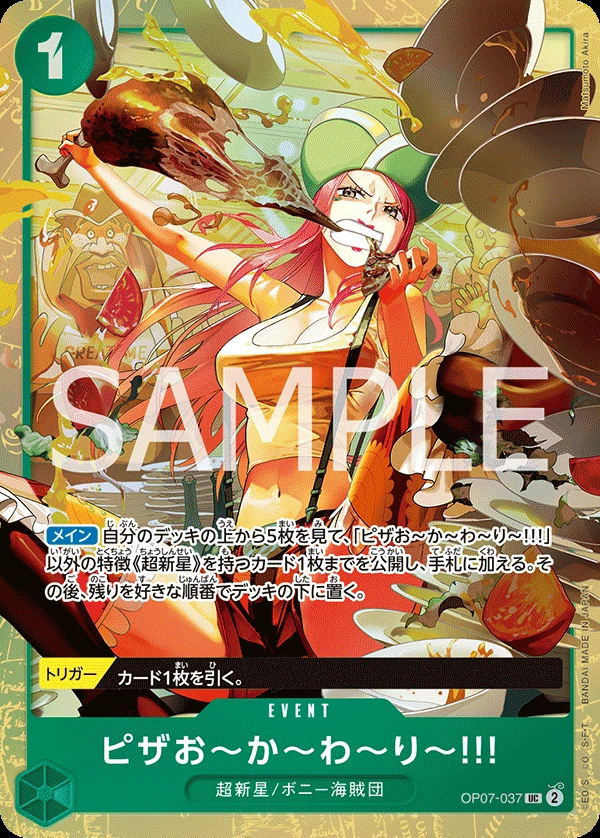 1
Matsumoto Akira
SAMPLE
メイン 自分のデッキの上から5枚を見て、「ピザお～か～わ～り～!!!」
以外の特徴《超新星》を持つカード1枚までを公開し、手札に加える。そ
の後、残りを好きな順番でデッキの下に置く。
トリガー カード1枚を引く。
EVENT
ピザお～か～わ～り～!!!
超新星/ボニー海賊団
OP07-037 UC 2
BANDAI MADE IN JAPAN